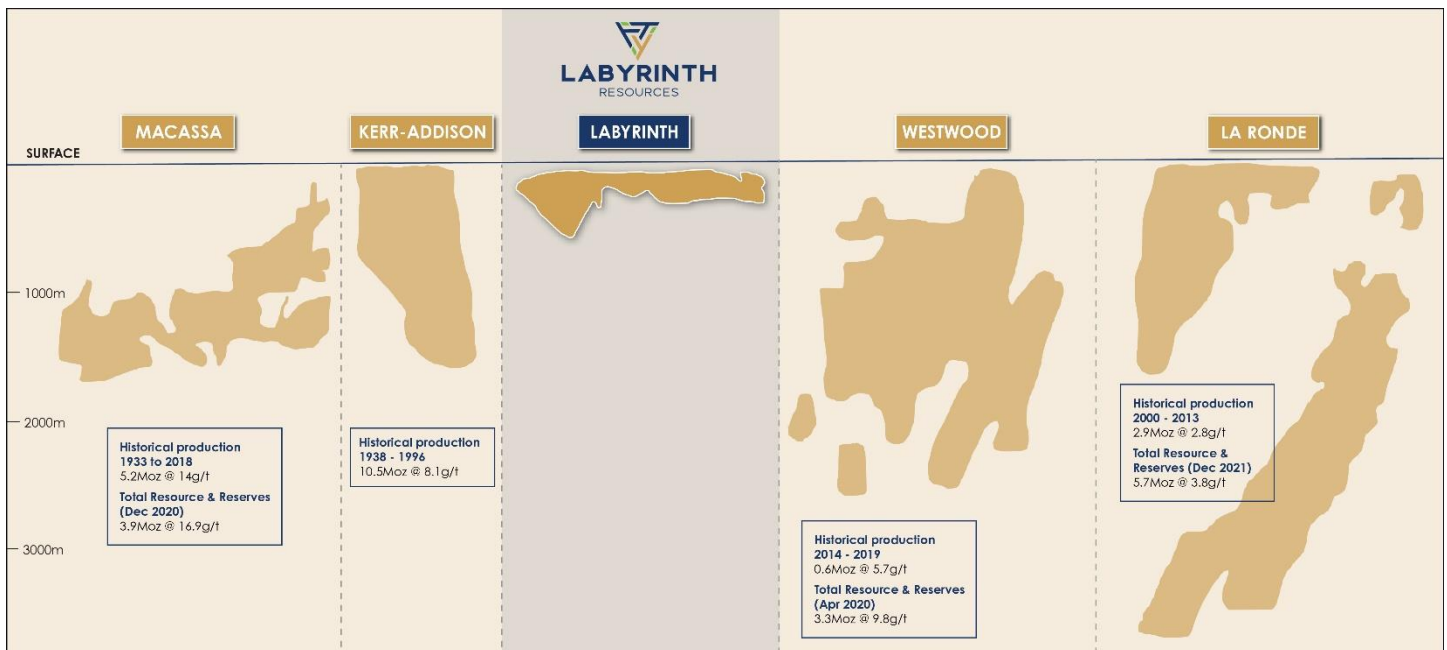 LABYRINTH
RESOURCES
MACASSA
KERR-ADDISON
LABYRINTH
WESTWOOD
LA RONDE
SURFACE
1000m
2000m
3000m
Historical production
1933 to 2018
5.2Moz @ 14g/t
Total Resource & Reserves
(Dec 2020)
3.9Moz @ 16.9g/t
Historical production
1938 - 1996
10.5Moz @ 8.1g/t
Historical production
2014 - 2019
0.6Moz @ 5.7g/t
Total Resource & Reserves
(Apr 2020)
3.3Moz @ 9.8g/t
Historical production
2000 - 2013
2.9Moz @ 2.8g/t
Total Resource &
Reserves (Dec 2021)
5.7Moz @ 3.8g/t